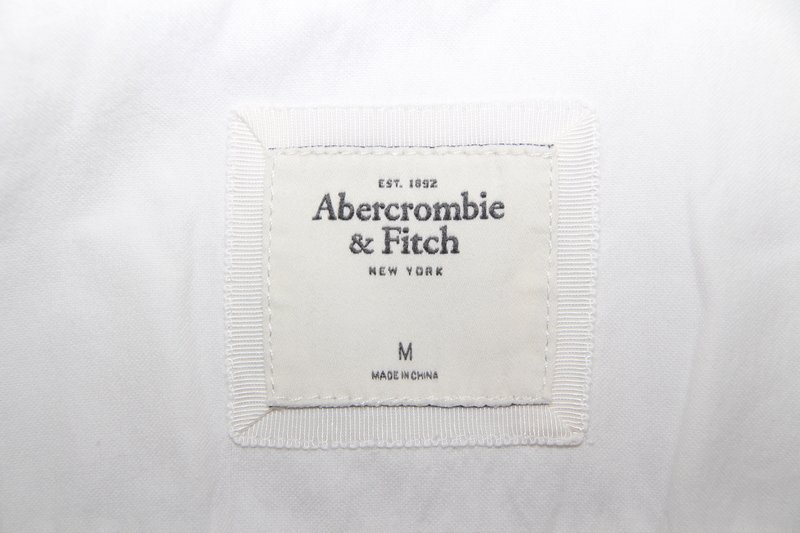 EST. 1892
Abercrombie
& Fitch
NEW YORK
M
MADE IN CHINA